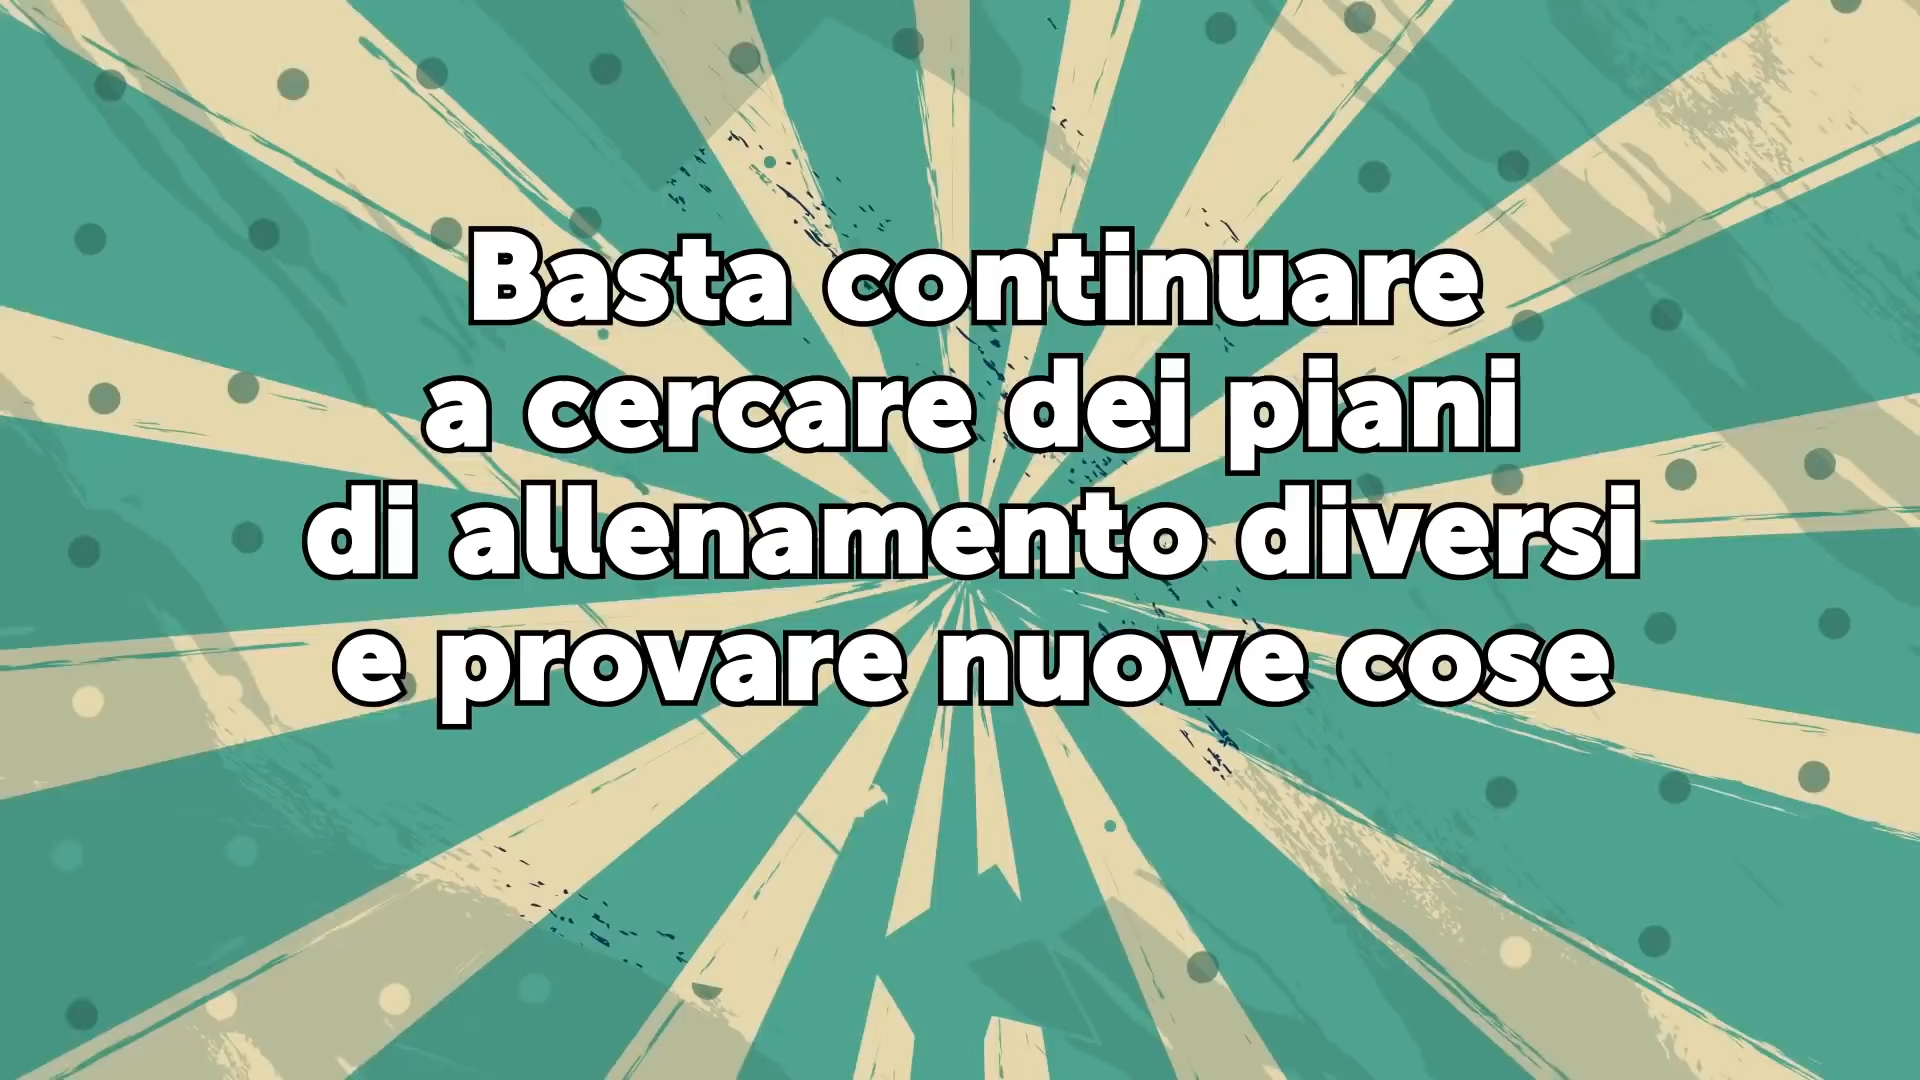 Basta continuare
a cercare dei piani
di allenamento diversi
e provare nuove cose